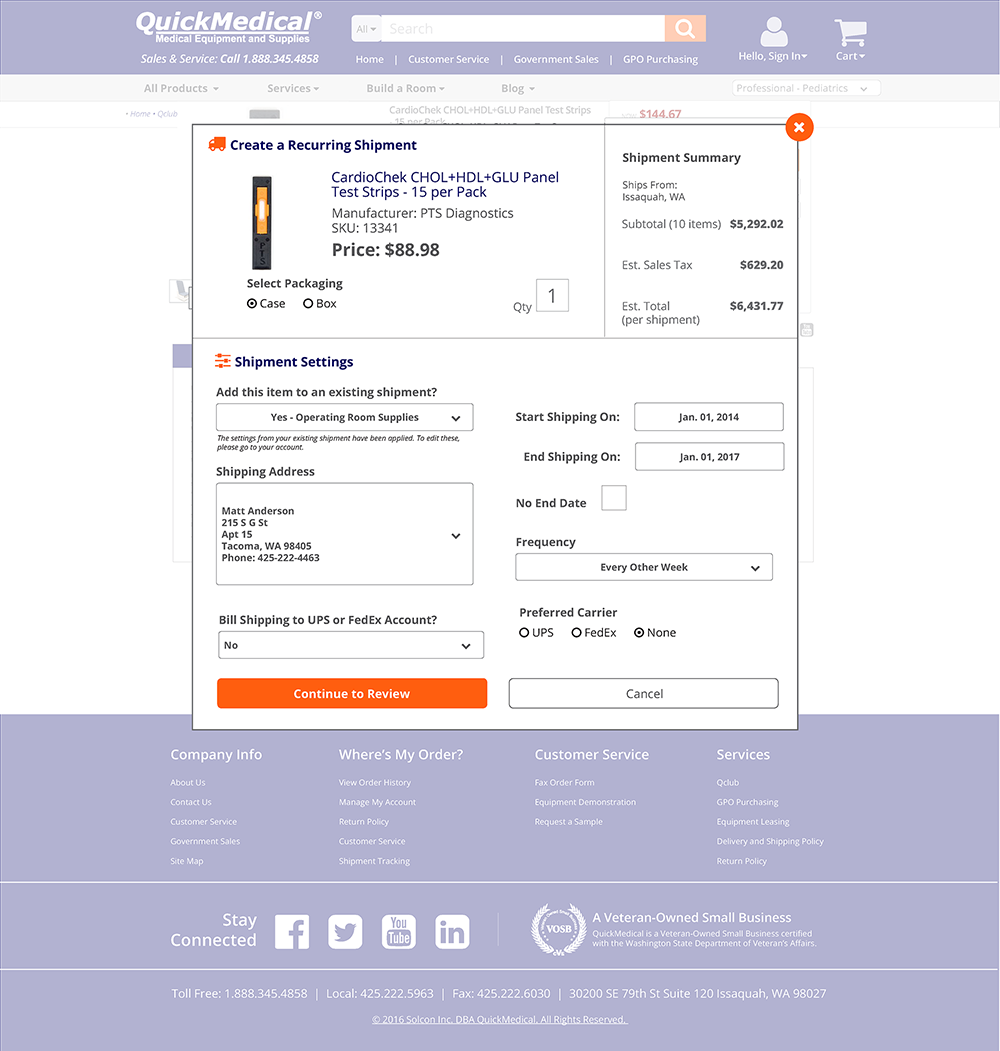 QuickMedical®
Medical Equipment and Supplies
Sales & Service: Call 1.888.345.4858
All
Search
Home | Customer Service | Government Sales | GPO Purchasing
Hello, Sign In
Cart
All Products
Services
Build a Room
Blog
Professional - Pediatrics
• Home • Qclub
CardioChek CHOL+HDL+GLU Panel Test Strips
- 15 per Pack
$144.67
Create a Recurring Shipment
CardioChek CHOL+HDL+GLU Panel
Test Strips - 15 per Pack
Manufacturer: PTS Diagnostics
SKU: 13341
Price: $88.98
PTS
Select Packaging
Case
Box
Qty
1
Shipment Summary
Ships From:
Issaquah, WA
Subtotal (10 items) $5,292.02
Est. Sales Tax $629.20
Est. Total $6,431.77
(per shipment)
Shipment Settings
Add this item to an existing shipment?
Yes - Operating Room Supplies
The settings from your existing shipment have been applied. To edit these,
please go to your account.
Shipping Address
Matt Anderson
215 S G St
Apt 15
Tacoma, WA 98405
Phone: 425-222-4463
Bill Shipping to UPS or FedEx Account?
No
Start Shipping On: Jan. 01, 2014
End Shipping On: Jan. 01, 2017
No End Date
Frequency
Every Other Week
Preferred Carrier
UPS
FedEx
None
Continue to Review
Cancel
Company Info
About Us
Contact Us
Customer Service
Government Sales
Site Map
Where's My Order?
View Order History
Manage My Account
Return Policy
Customer Service
Shipment Tracking
Customer Service
Fax Order Form
Equipment Demonstration
Request a Sample
Services
Qclub
GPO Purchasing
Equipment Leasing
Delivery and Shipping Policy
Return Policy
Stay
Connected
You
Tube
in
VOSB
A Veteran-Owned Small Business
QuickMedical is a Veteran-Owned Small Business certified
with the Washington State Department of Veteran's Affairs.
Toll Free: 1.888.345.4858 | Local: 425.222.5963 | Fax: 425.222.6030 | 30200 SE 79th St Suite 120 Issaquah, WA 98027
© 2016 Solcon Inc. DBA QuickMedical. All Rights Reserved.